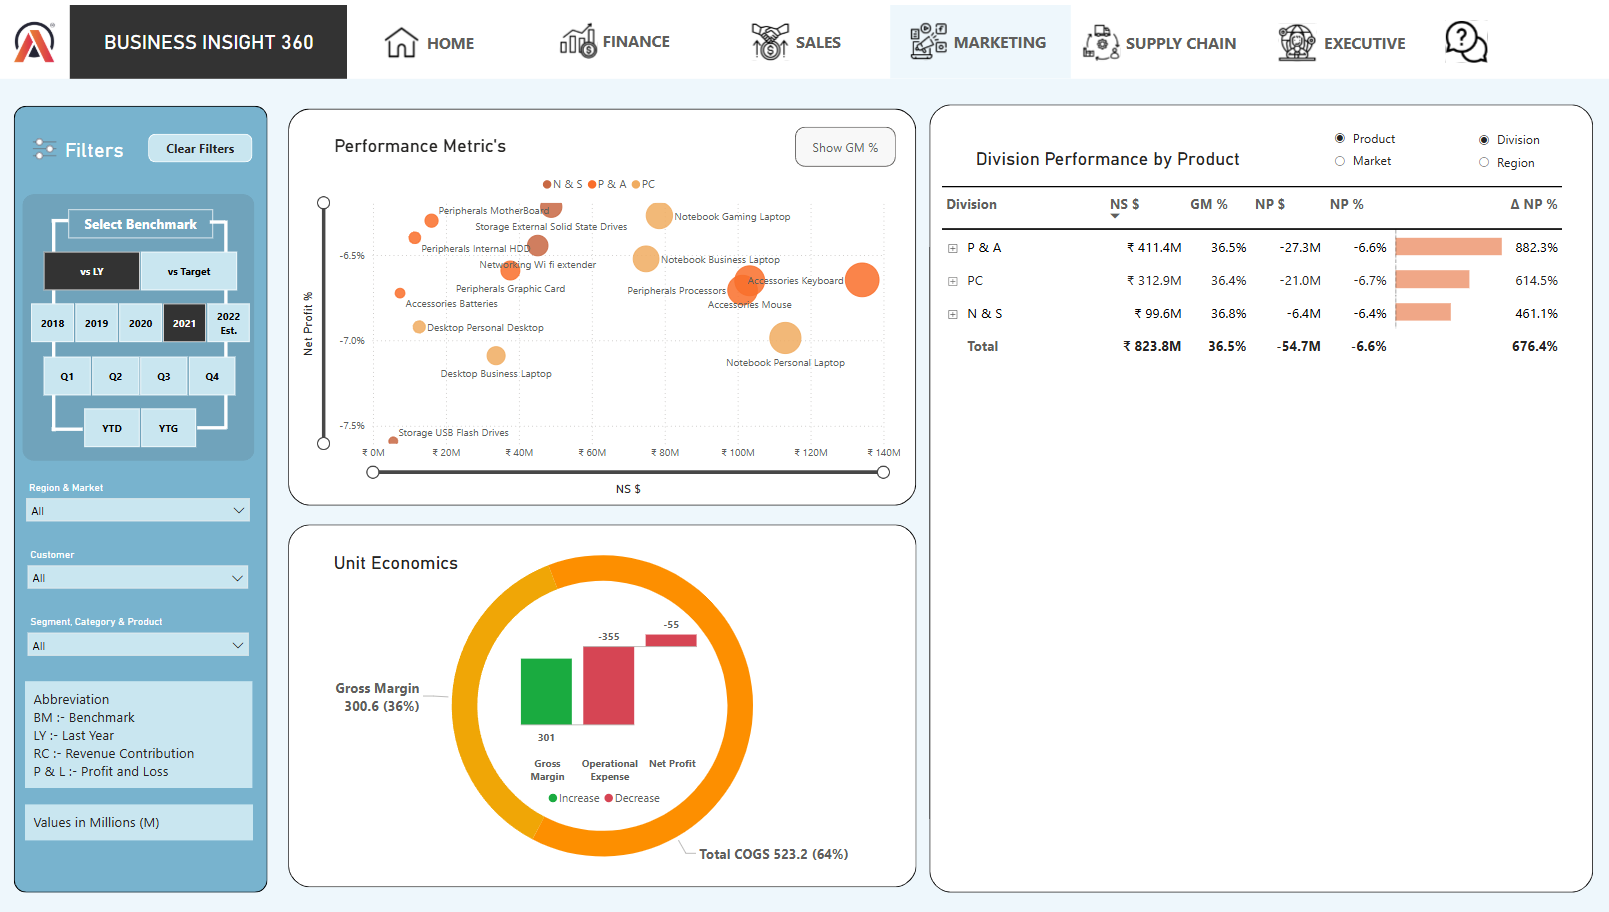 BUSINESS INSIGHT 360
HOME
FINANCE
SALES
MARKETING
SUPPLY CHAIN
EXECUTIVE
Filters
Clear Filters
Select Benchmark
vs LY
vs Target
2018
2019
2020
2021
2022 Est.
Q1
Q2
Q3
Q4
YTD
YTG
Region & Market
All
Customer
All
Segment, Category & Product
All
Abbreviation
BM :- Benchmark
LY :- Last Year
RC :- Revenue Contribution
P & L :- Profit and Loss
Values in Millions (M)
Performance Metric's
Show GM %
N & S P & A PC
Peripherals MotherBoard
Notebook Gaming Laptop
Storage External Solid State Drives
Peripherals Internal HDD
Networking Wi fi extender
Notebook Business Laptop
Peripherals Graphic Card
Peripherals Processors
Accessories Keyboard
Accessories Batteries
Accessories Mouse
Desktop Personal Desktop
Notebook Personal Laptop
Desktop Business Laptop
Storage USB Flash Drives
Net Profit %
-6.5%
-7.0%
-7.5%
₹ 0M ₹ 20M ₹ 40M ₹ 60M ₹ 80M ₹ 100M ₹ 120M ₹ 140M
NS $
Unit Economics
Gross Margin
300.6 (36%)
301
-355
-55
Gross Margin
Operational Expense
Net Profit
Increase Decrease
Total COGS 523.2 (64%)
Division Performance by Product
Product
Market
Division
Region
Division NS $ GM % NP $ NP % Δ NP %
P & A ₹ 411.4M 36.5% -27.3M -6.6% 882.3%
PC ₹ 312.9M 36.4% -21.0M -6.7% 614.5%
N & S ₹ 99.6M 36.8% -6.4M -6.4% 461.1%
Total ₹ 823.8M 36.5% -54.7M -6.6% 676.4%